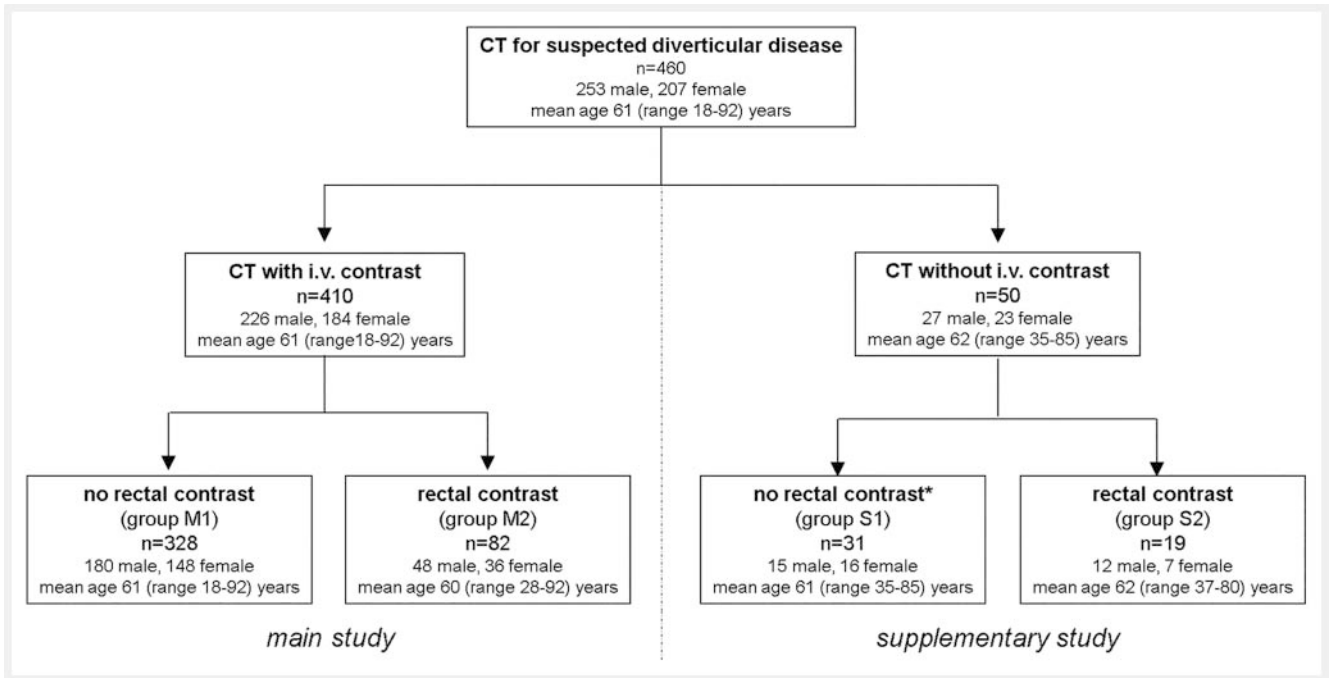 CT for suspected diverticular disease
n=460
253 male, 207 female
mean age 61 (range 18-92) years
CT with i.v. contrast
n=410
226 male, 184 female
mean age 61 (range18-92) years
CT without i.v. contrast
n=50
27 male, 23 female
mean age 62 (range 35-85) years
no rectal contrast
(group M1)
n=328
180 male, 148 female
mean age 61 (range 18-92) years
rectal contrast
(group M2)
n=82
48 male, 36 female
mean age 60 (range 28-92) years
no rectal contrast*
(group S1)
n=31
15 male, 16 female
mean age 61 (range 35-85) years
rectal contrast
(group S2)
n=19
12 male, 7 female
mean age 62 (range 37-80) years
main study
supplementary study